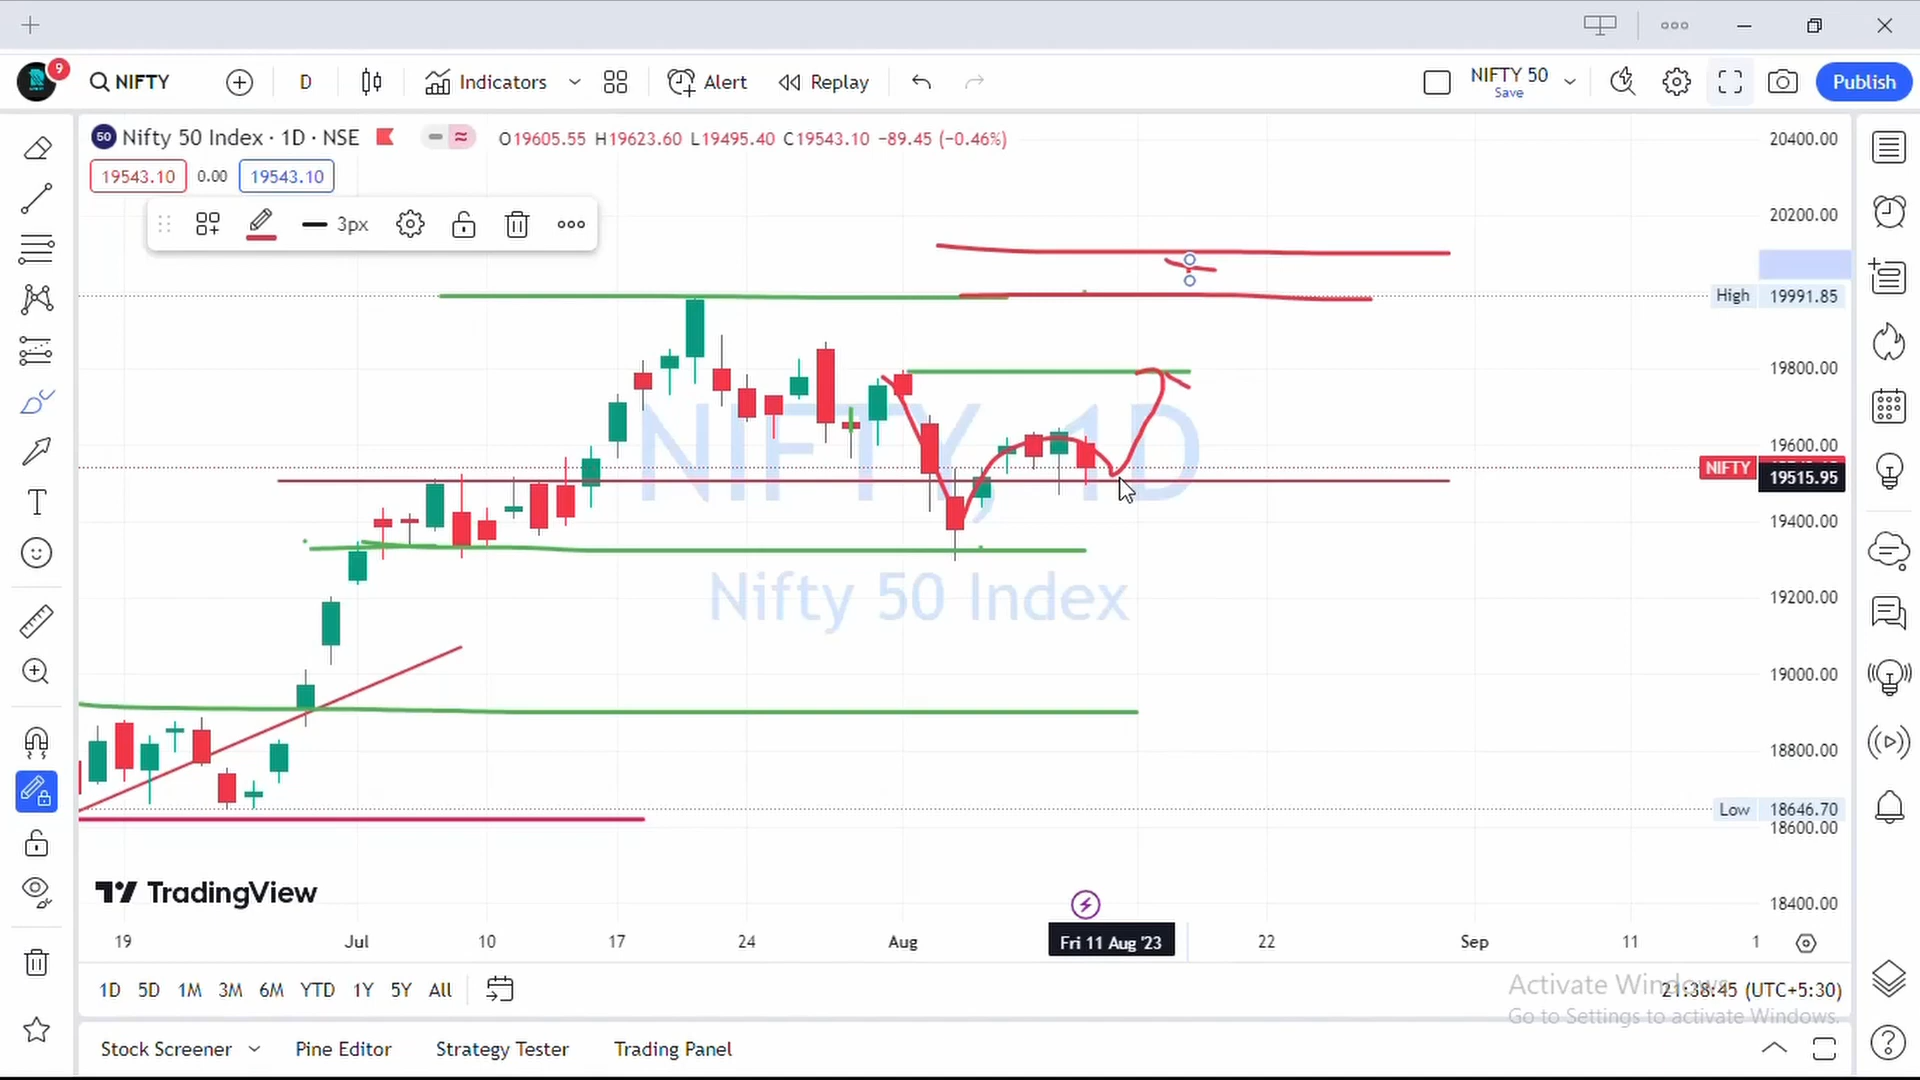 9
NIFTY
D
Indicators
Alert
Replay
NIFTY 50
Save
Publish
50
Nifty 50 Index · 1D · NSE
O19605.55 H19623.60 L19495.40 C19543.10 −89.45 (−0.46%)
19543.10
0.00
19543.10
3px
20400.00
20200.00
High 19991.85
19800.00
19600.00
NIFTY
19515.95
19400.00
19200.00
19000.00
18800.00
Low 18646.70
18600.00
18400.00
NIFTY, 1D
Nifty 50 Index
TradingView
19
Jul
10
17
24
Aug
Fri 11 Aug '23
22
Sep
11
1
1D 5D 1M 3M 6M YTD 1Y 5Y All
Activate Windows
21:38:45 (UTC+5:30)
Go to Settings to activate Windows.
Stock Screener
Pine Editor
Strategy Tester
Trading Panel